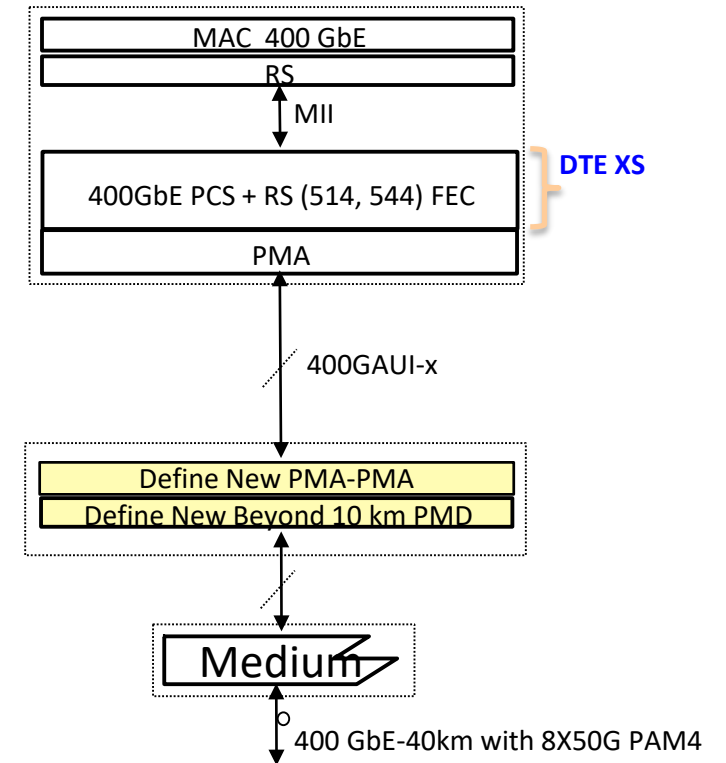 MAC 400 GbE
RS
MII
DTE XS
400GbE PCS + RS (514, 544) FEC
PMA
400GAUI-x
Define New PMA-PMA
Define New Beyond 10 km PMD
Medium
400 GbE-40km with 8X50G PAM4